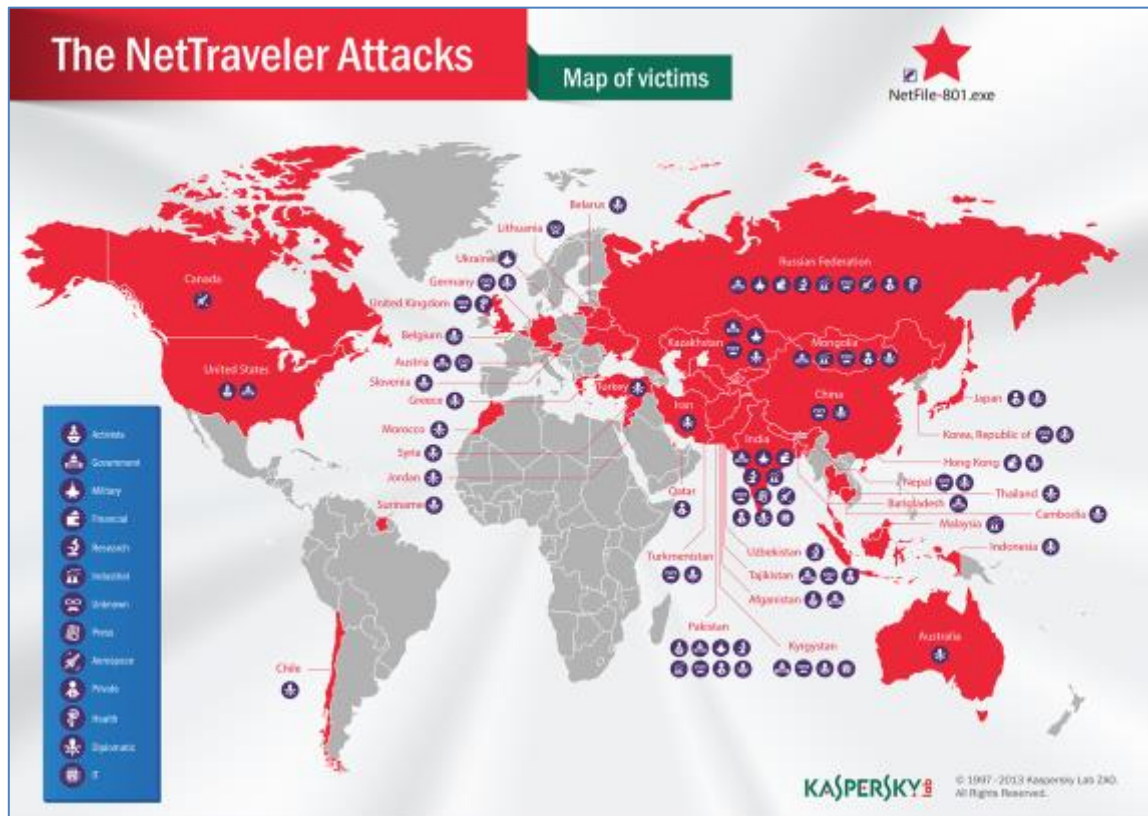 The NetTraveler Attacks
Map of victims
NetFile-801.exe
Belarus
Lithuania
Ukraine
Germany
United Kingdom
Belgium
Austria
Slovenia
Greece
Morocco
Syria
Jordan
Suriname
Canada
United States
Russian Federation
Kazakhstan
Mongolia
Turkey
Iran
China
India
Japan
Korea, Republic of
Hong Kong
Nepal
Thailand
Bangladesh
Cambodia
Malaysia
Indonesia
Qatar
Turkmenistan
Uzbekistan
Tajikistan
Afganistan
Pakistan
Kyrgystan
Australia
Chile
Activists
Government
Military
Financial
Research
Industrial
Unknown
Press
Aerospace
Private
Health
Diplomatic
IT
KASPERSKY lab
© 1997-2013 Kaspersky Lab ZAO.
All Rights Reserved.